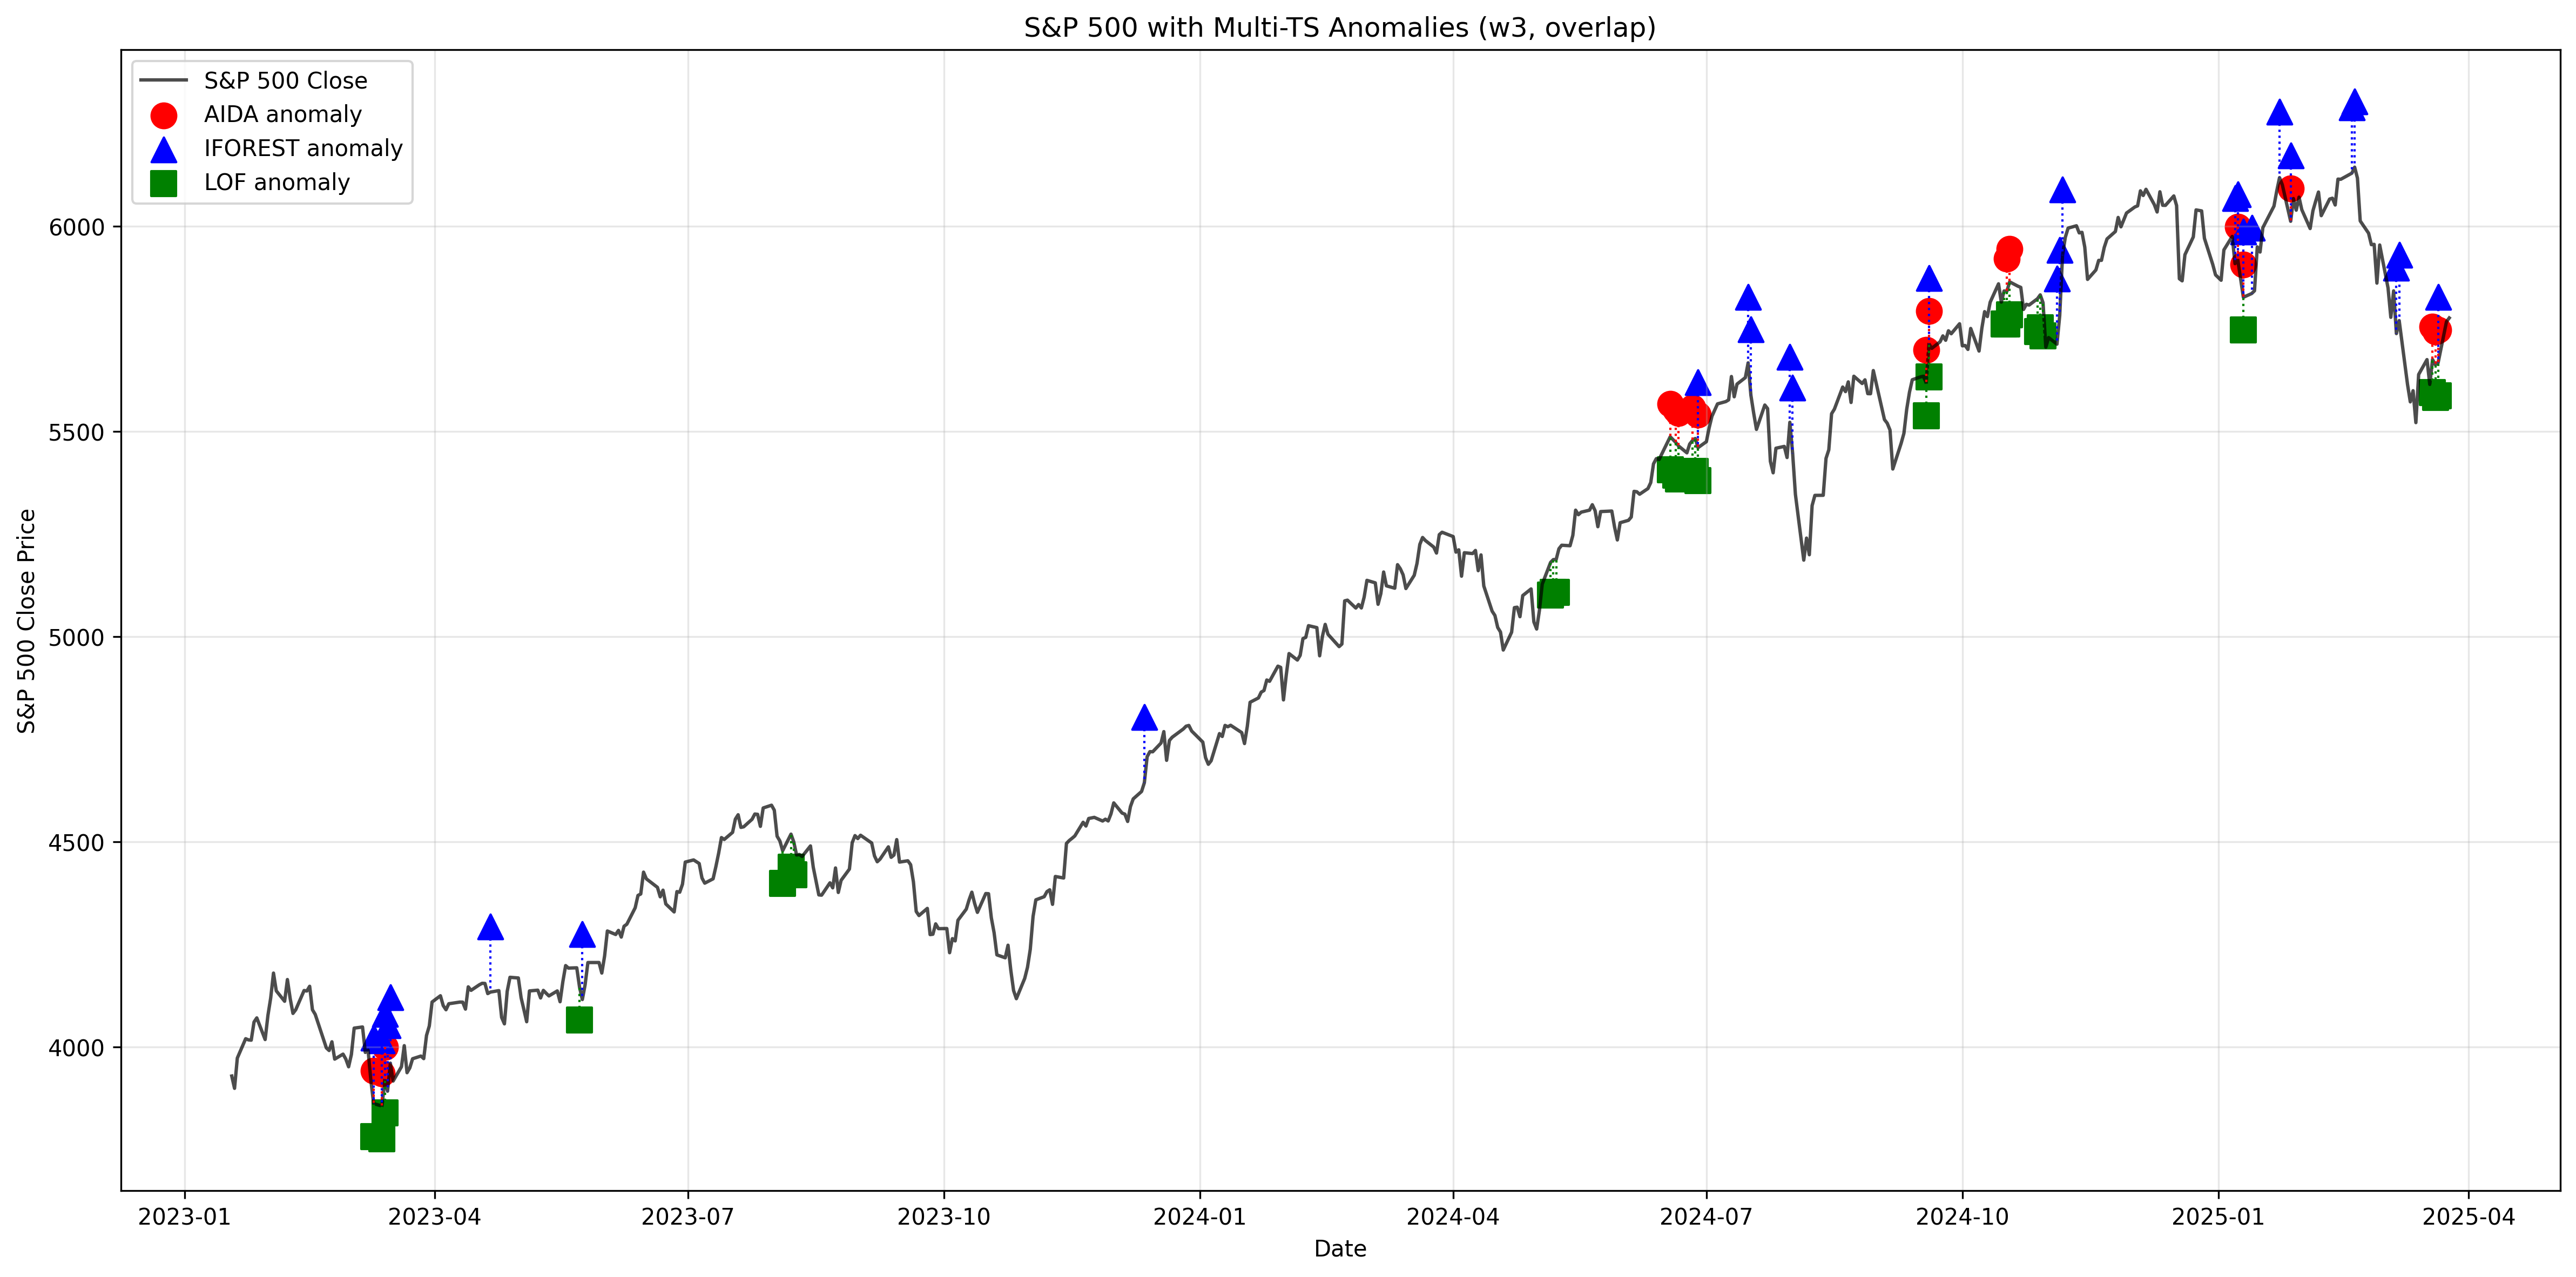 S&P 500 with Multi-TS Anomalies (w3, overlap)
S&P 500 Close
AIDA anomaly
IFOREST anomaly
LOF anomaly
S&P 500 Close Price
6000
5500
5000
4500
4000
2023-01 2023-04 2023-07 2023-10 2024-01 2024-04 2024-07 2024-10 2025-01 2025-04
Date